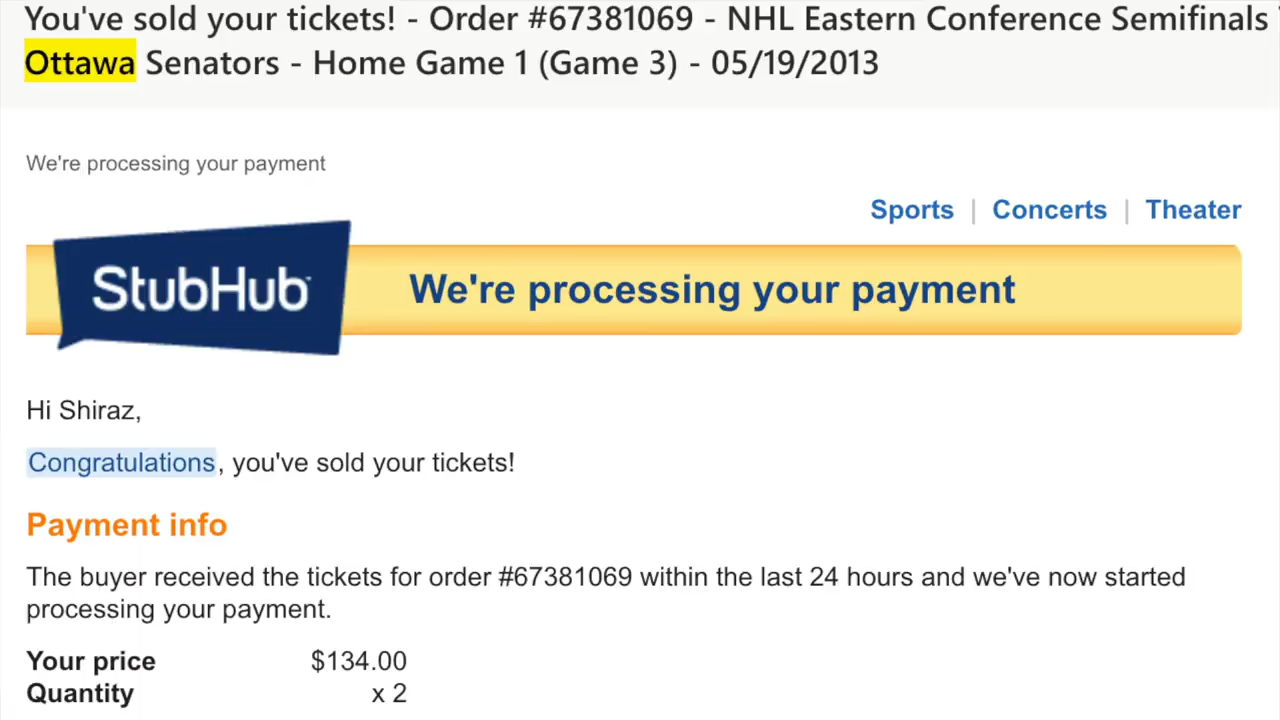 You've sold your tickets! - Order #67381069 - NHL Eastern Conference Semifinals
Ottawa Senators - Home Game 1 (Game 3) - 05/19/2013
We're processing your payment
Sports | Concerts | Theater
StubHub
We're processing your payment
Hi Shiraz,
Congratulations, you've sold your tickets!
Payment info
The buyer received the tickets for order #67381069 within the last 24 hours and we've now started
processing your payment.
Your price $134.00
Quantity x 2